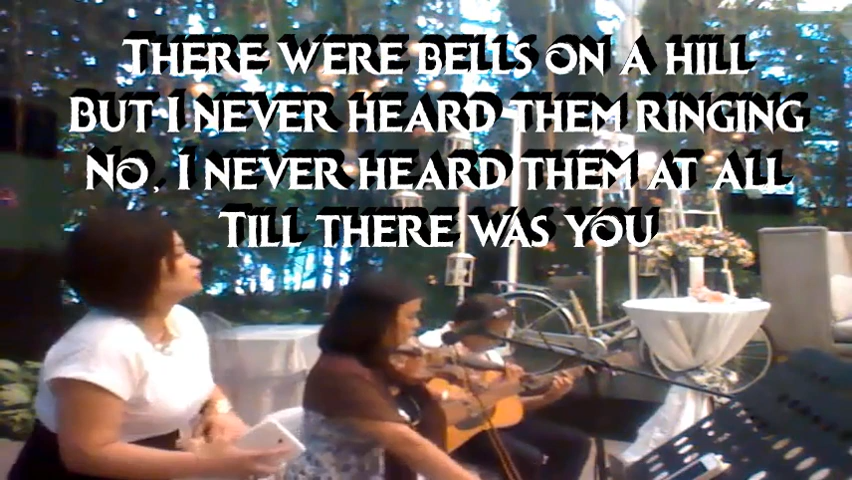 There were bells on a hill
But I never heard them ringing
No, I never heard them at all
Till there was you